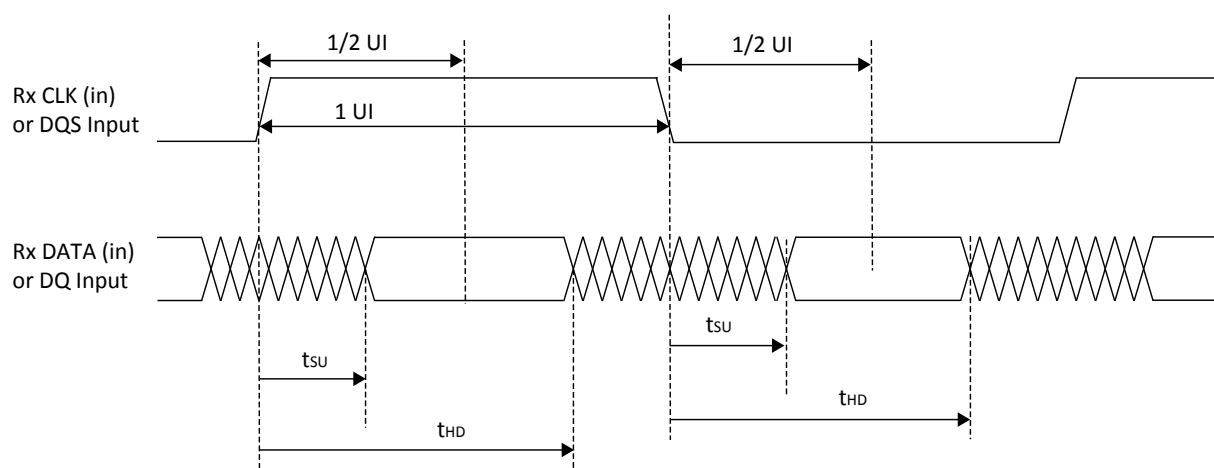 1/2 UI
1/2 UI
Rx CLK (in)
or DQS Input
1 UI
Rx DATA (in)
or DQ Input
tSU
tSU
tHD
tHD